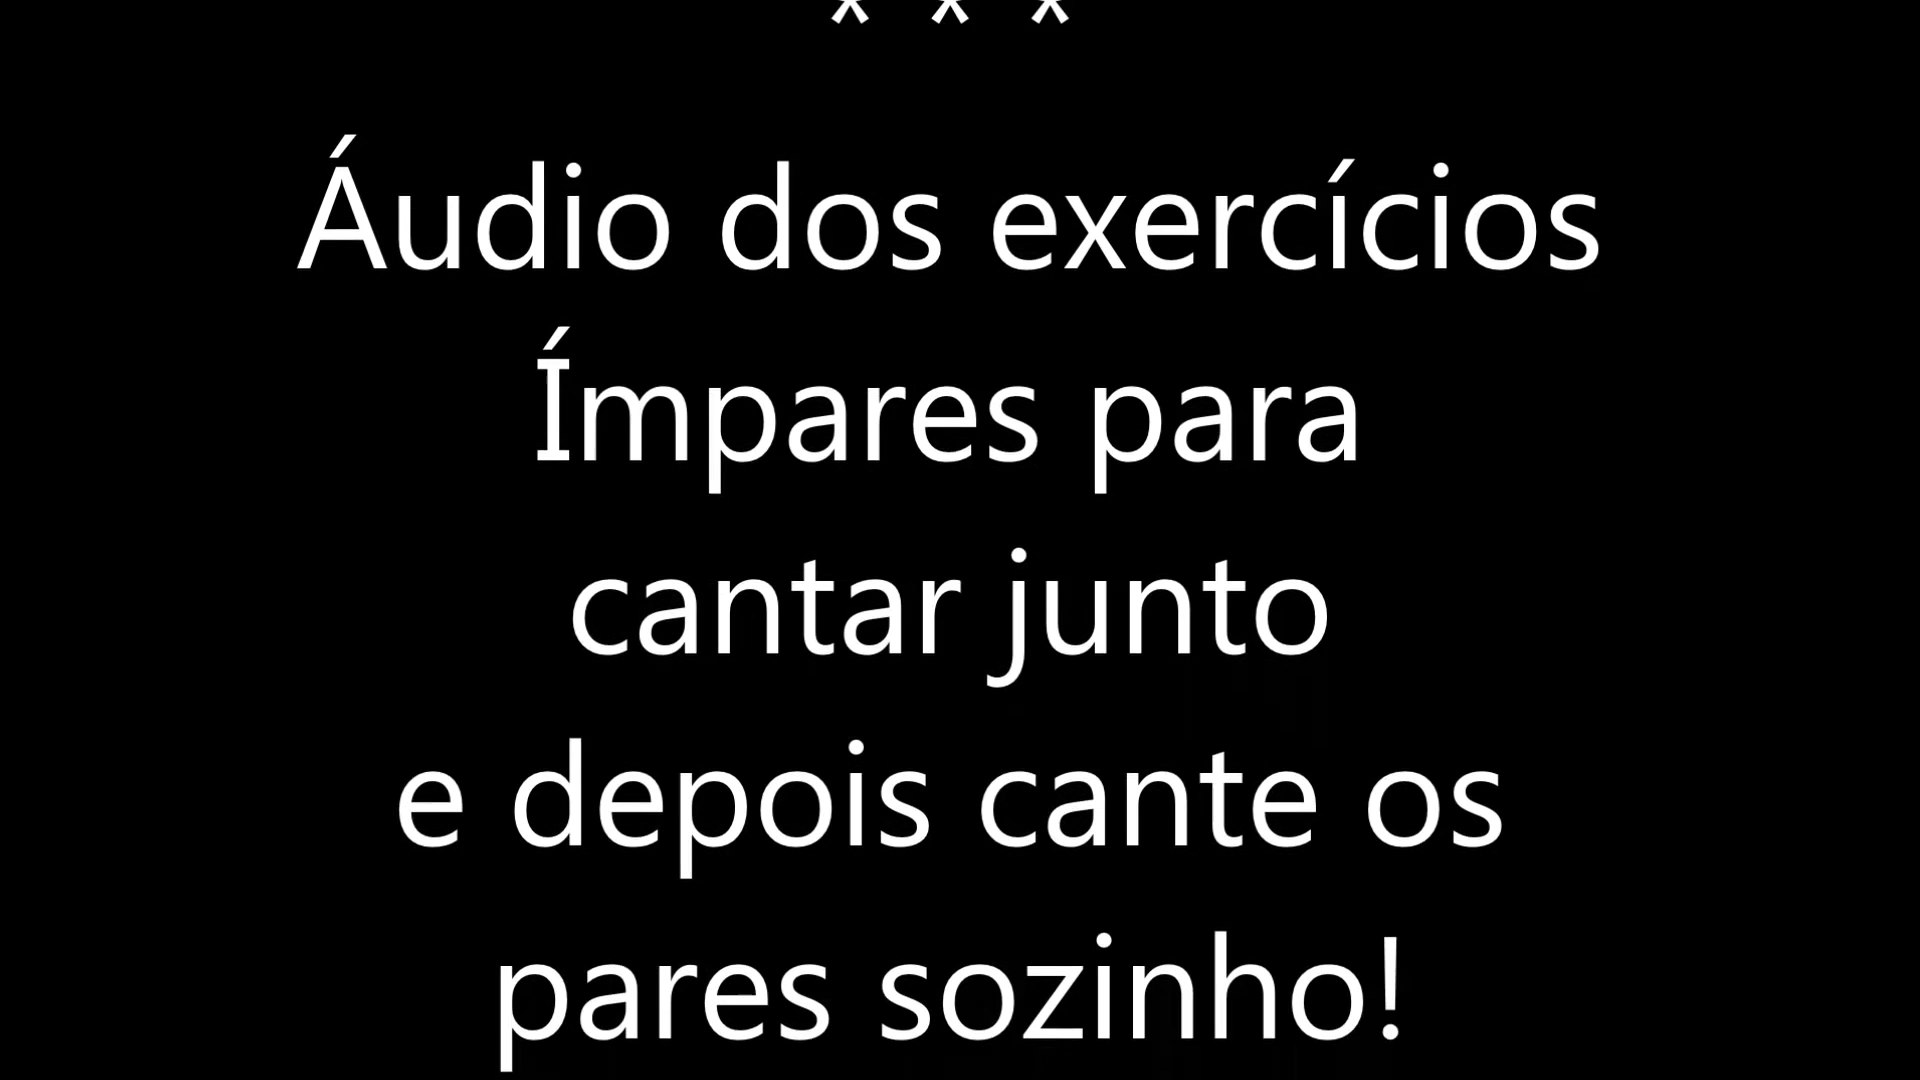 * * *
Áudio dos exercícios
Ímpares para
cantar junto
e depois cante os
pares sozinho!